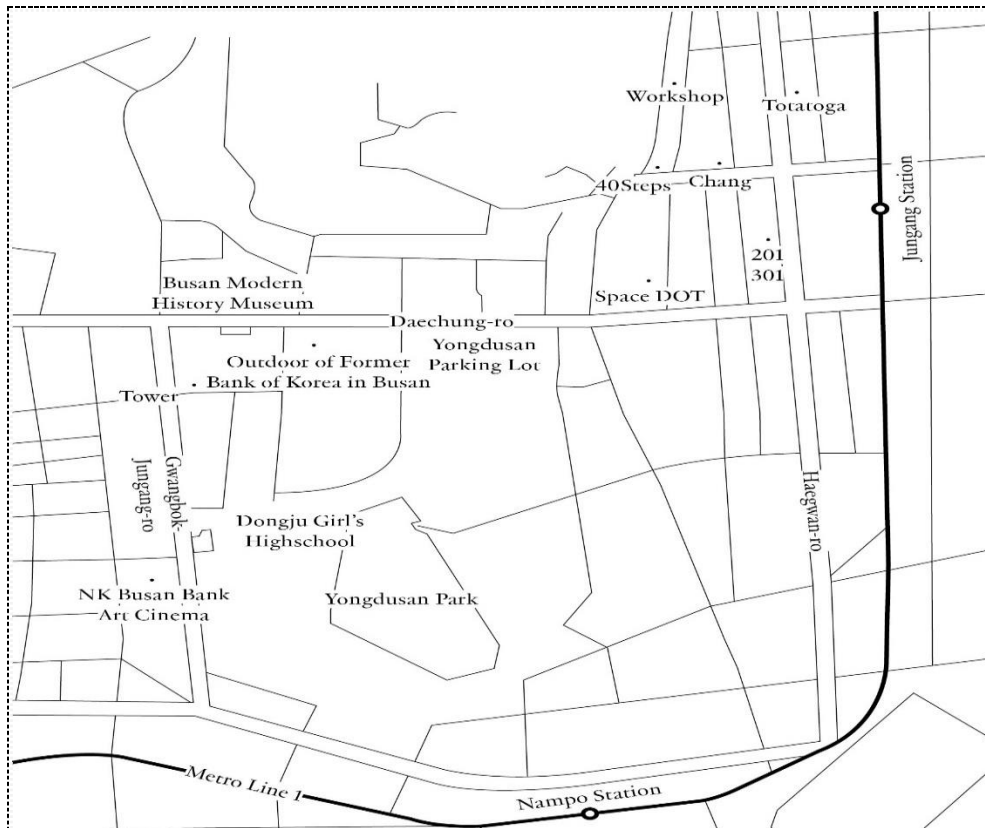 Workshop
Totatoga
40Steps
Chang
Jungang Station
201
301
Busan Modern
History Museum
Space DOT
Daechung-ro
Yongdusan
Parking Lot
Outdoor of Former
Bank of Korea in Busan
Tower
Gwangbok-
Jungang-ro
Haegwan-ro
Dongju Girl's
Highschool
NK Busan Bank
Art Cinema
Yongdusan Park
Metro Line 1
Nampo Station